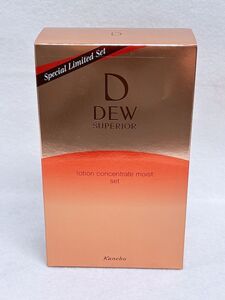 Special Limited Set
D
DEW
SUPERIOR
lotion concentrate moist
set
Kanebo